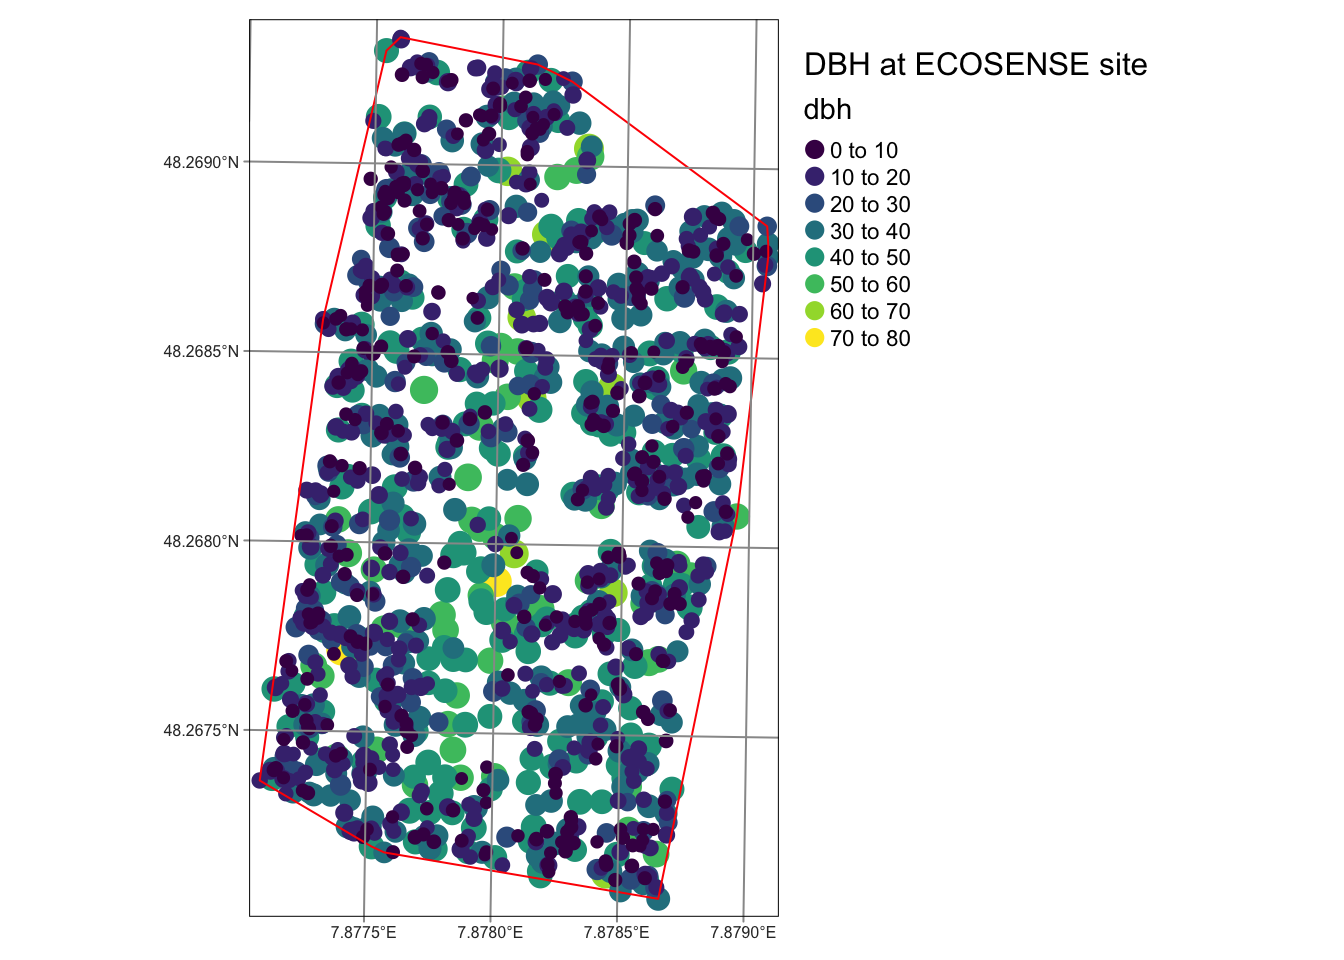 DBH at ECOSENSE site
dbh
0 to 10
10 to 20
20 to 30
30 to 40
40 to 50
50 to 60
60 to 70
70 to 80
48.2690°N
48.2685°N
48.2680°N
48.2675°N
7.8775°E 7.8780°E 7.8785°E 7.8790°E